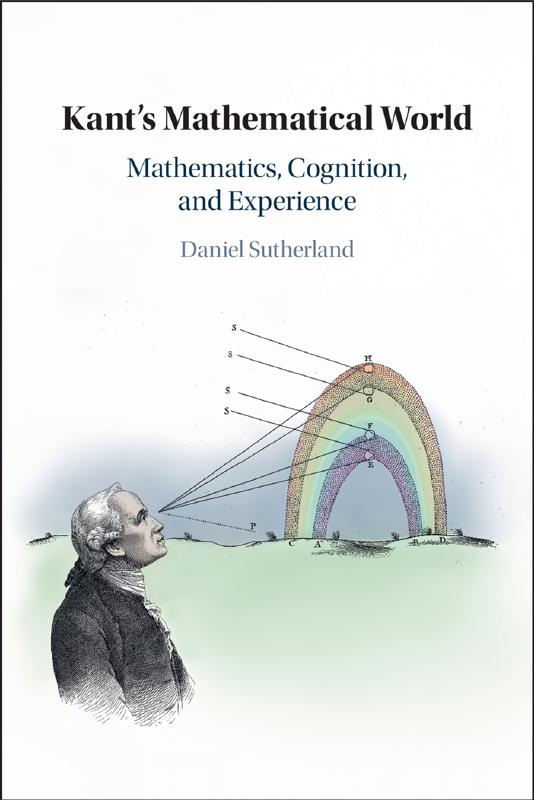 Kant's Mathematical World
Mathematics, Cognition,
and Experience
Daniel Sutherland
S
S
S
S
H
G
F
E
P
C A B D